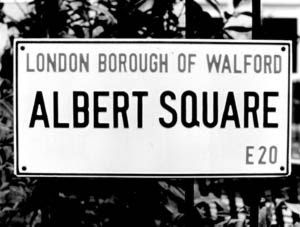 LONDON BOROUGH OF WALFORD
ALBERT SQUARE
E20